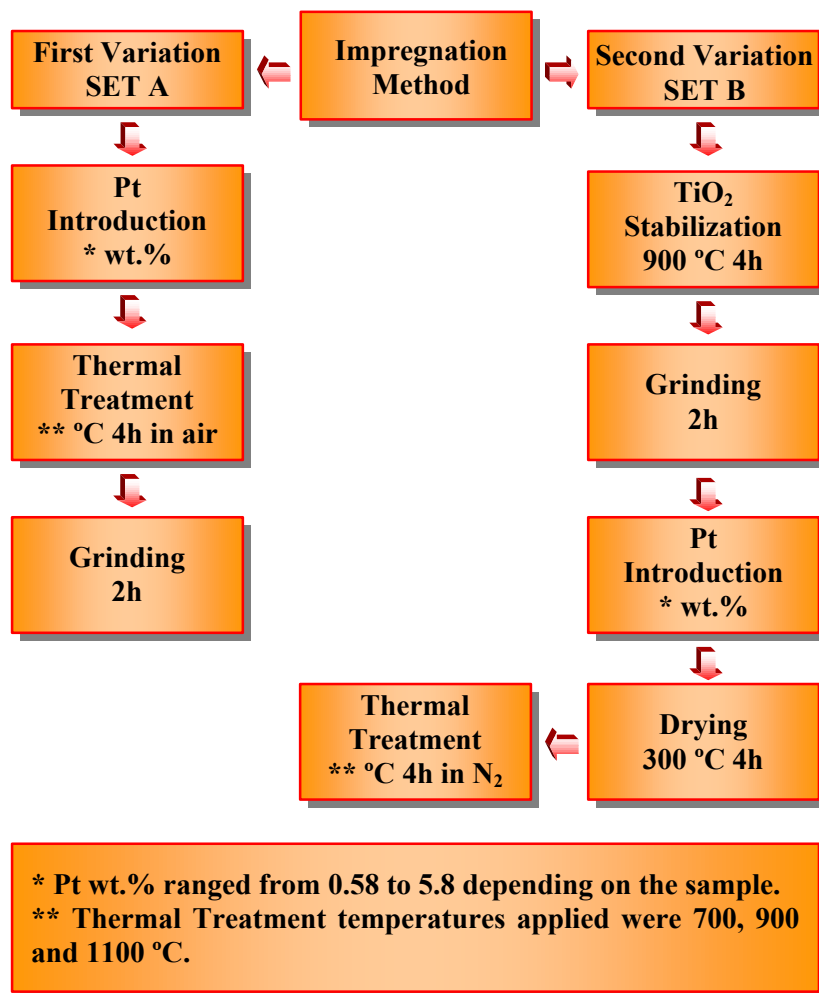 Impregnation
Method
First Variation
SET A
Pt
Introduction
* wt.%
Thermal
Treatment
** ºC 4h in air
Grinding
2h
Second Variation
SET B
TiO₂
Stabilization
900 ºC 4h
Grinding
2h
Pt
Introduction
* wt.%
Drying
300 ºC 4h
Thermal
Treatment
** ºC 4h in N₂
* Pt wt.% ranged from 0.58 to 5.8 depending on the sample.
** Thermal Treatment temperatures applied were 700, 900
and 1100 ºC.